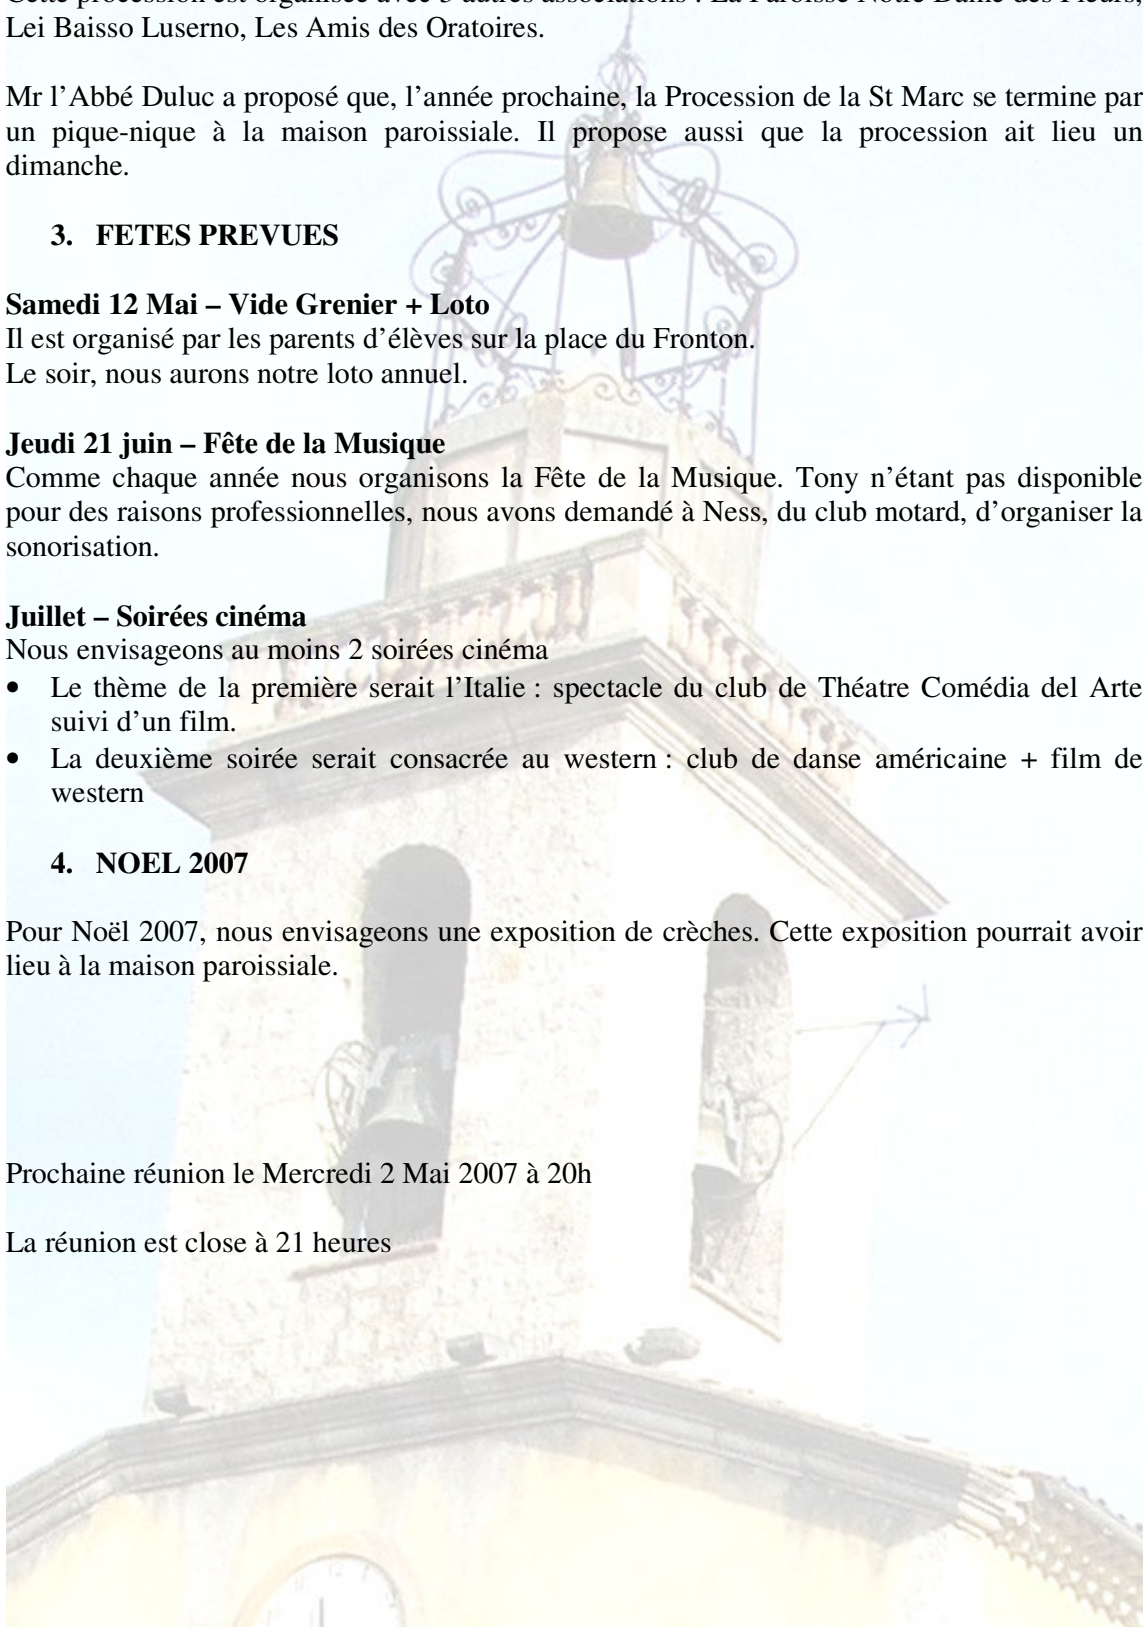 Cette procession est organisée avec 3 autres associations : La Paroisse Notre Dame des Fleurs,
Lei Baisso Luserno, Les Amis des Oratoires.
Mr l’Abbé Duluc a proposé que, l’année prochaine, la Procession de la St Marc se termine par
un pique-nique à la maison paroissiale. Il propose aussi que la procession ait lieu un
dimanche.
3. FETES PREVUES
Samedi 12 Mai – Vide Grenier + Loto
Il est organisé par les parents d’élèves sur la place du Fronton.
Le soir, nous aurons notre loto annuel.
Jeudi 21 juin – Fête de la Musique
Comme chaque année nous organisons la Fête de la Musique. Tony n’étant pas disponible
pour des raisons professionnelles, nous avons demandé à Ness, du club motard, d’organiser la
sonorisation.
Juillet – Soirées cinéma
Nous envisageons au moins 2 soirées cinéma
• Le thème de la première serait l’Italie : spectacle du club de Théatre Comédia del Arte
suivi d’un film.
• La deuxième soirée serait consacrée au western : club de danse américaine + film de
western
4. NOEL 2007
Pour Noël 2007, nous envisageons une exposition de crèches. Cette exposition pourrait avoir
lieu à la maison paroissiale.
Prochaine réunion le Mercredi 2 Mai 2007 à 20h
La réunion est close à 21 heures